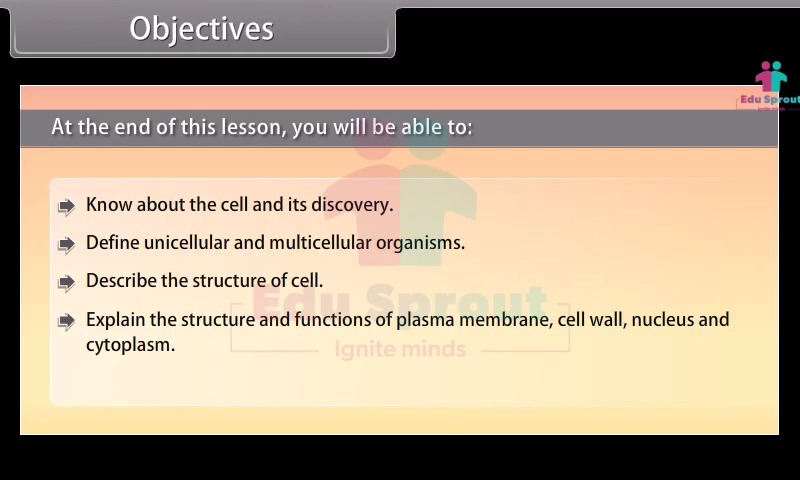 Objectives
Edu Sprout
Ignite minds
At the end of this lesson, you will be able to:
Know about the cell and its discovery.
Define unicellular and multicellular organisms.
Describe the structure of cell.
Explain the structure and functions of plasma membrane, cell wall, nucleus and
cytoplasm.
Edu Sprout
Ignite minds